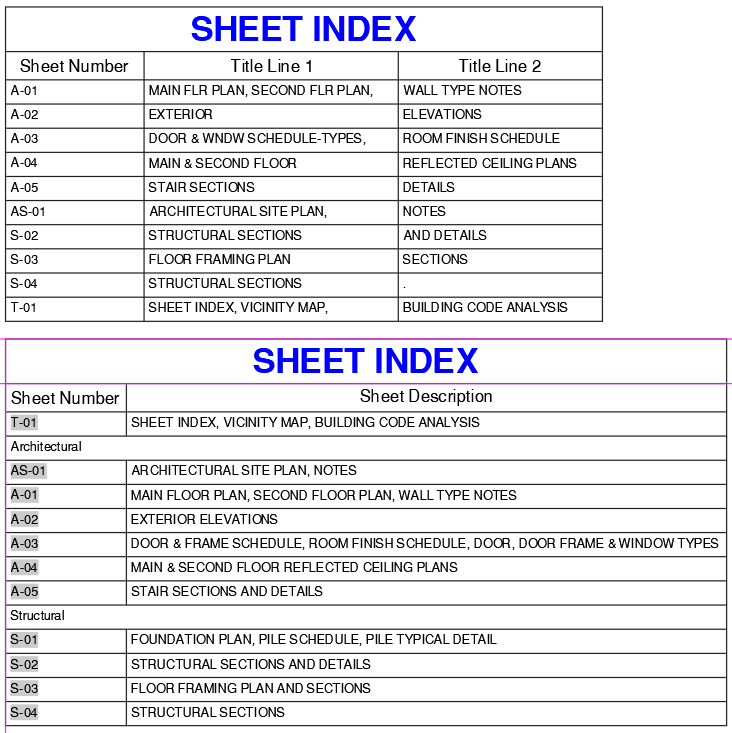 SHEET INDEX
Sheet Number Title Line 1 Title Line 2
A-01 MAIN FLR PLAN, SECOND FLR PLAN, WALL TYPE NOTES
A-02 EXTERIOR ELEVATIONS
A-03 DOOR & WNDW SCHEDULE-TYPES, ROOM FINISH SCHEDULE
A-04 MAIN & SECOND FLOOR REFLECTED CEILING PLANS
A-05 STAIR SECTIONS DETAILS
AS-01 ARCHITECTURAL SITE PLAN, NOTES
S-02 STRUCTURAL SECTIONS AND DETAILS
S-03 FLOOR FRAMING PLAN SECTIONS
S-04 STRUCTURAL SECTIONS .
T-01 SHEET INDEX, VICINITY MAP, BUILDING CODE ANALYSIS
SHEET INDEX
Sheet Number Sheet Description
T-01 SHEET INDEX, VICINITY MAP, BUILDING CODE ANALYSIS
Architectural
AS-01 ARCHITECTURAL SITE PLAN, NOTES
A-01 MAIN FLOOR PLAN, SECOND FLOOR PLAN, WALL TYPE NOTES
A-02 EXTERIOR ELEVATIONS
A-03 DOOR & FRAME SCHEDULE, ROOM FINISH SCHEDULE, DOOR, DOOR FRAME & WINDOW TYPES
A-04 MAIN & SECOND FLOOR REFLECTED CEILING PLANS
A-05 STAIR SECTIONS AND DETAILS
Structural
S-01 FOUNDATION PLAN, PILE SCHEDULE, PILE TYPICAL DETAIL
S-02 STRUCTURAL SECTIONS AND DETAILS
S-03 FLOOR FRAMING PLAN AND SECTIONS
S-04 STRUCTURAL SECTIONS